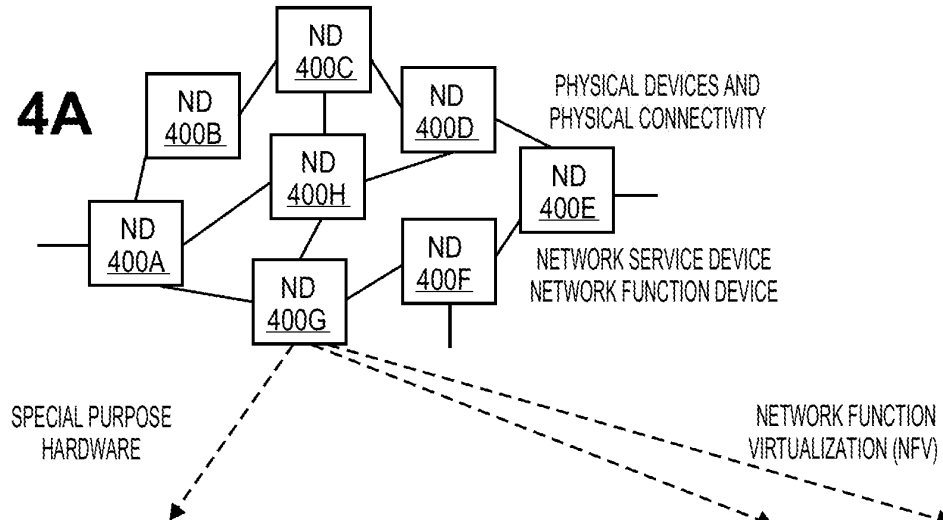 4A
ND
400C
ND
400B
ND
400D
PHYSICAL DEVICES AND
PHYSICAL CONNECTIVITY
ND
400H
ND
400E
ND
400A
ND
400F
NETWORK SERVICE DEVICE
NETWORK FUNCTION DEVICE
ND
400G
SPECIAL PURPOSE
HARDWARE
NETWORK FUNCTION
VIRTUALIZATION (NFV)